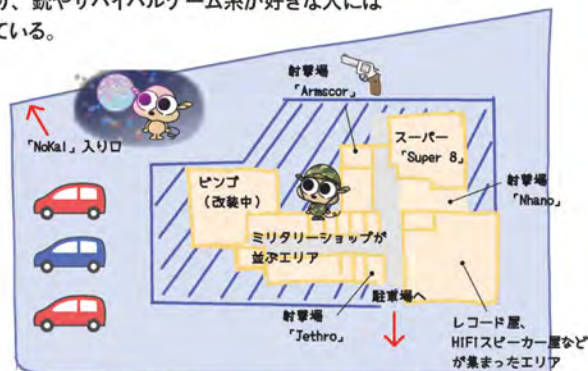 り、銃やサバイバルゲーム系が好きな人には
ている。
射撃場
「Armscor」
「NoKal」入り口
スーパー
「Super 8」
ビンゴ
(改装中)
射撃場
「Nhano」
ミリタリーショップが
並ぶエリア
射撃場
「Jethro」
駐車場へ
レコード屋、
HIFIスピーカー屋など
が集まったエリア